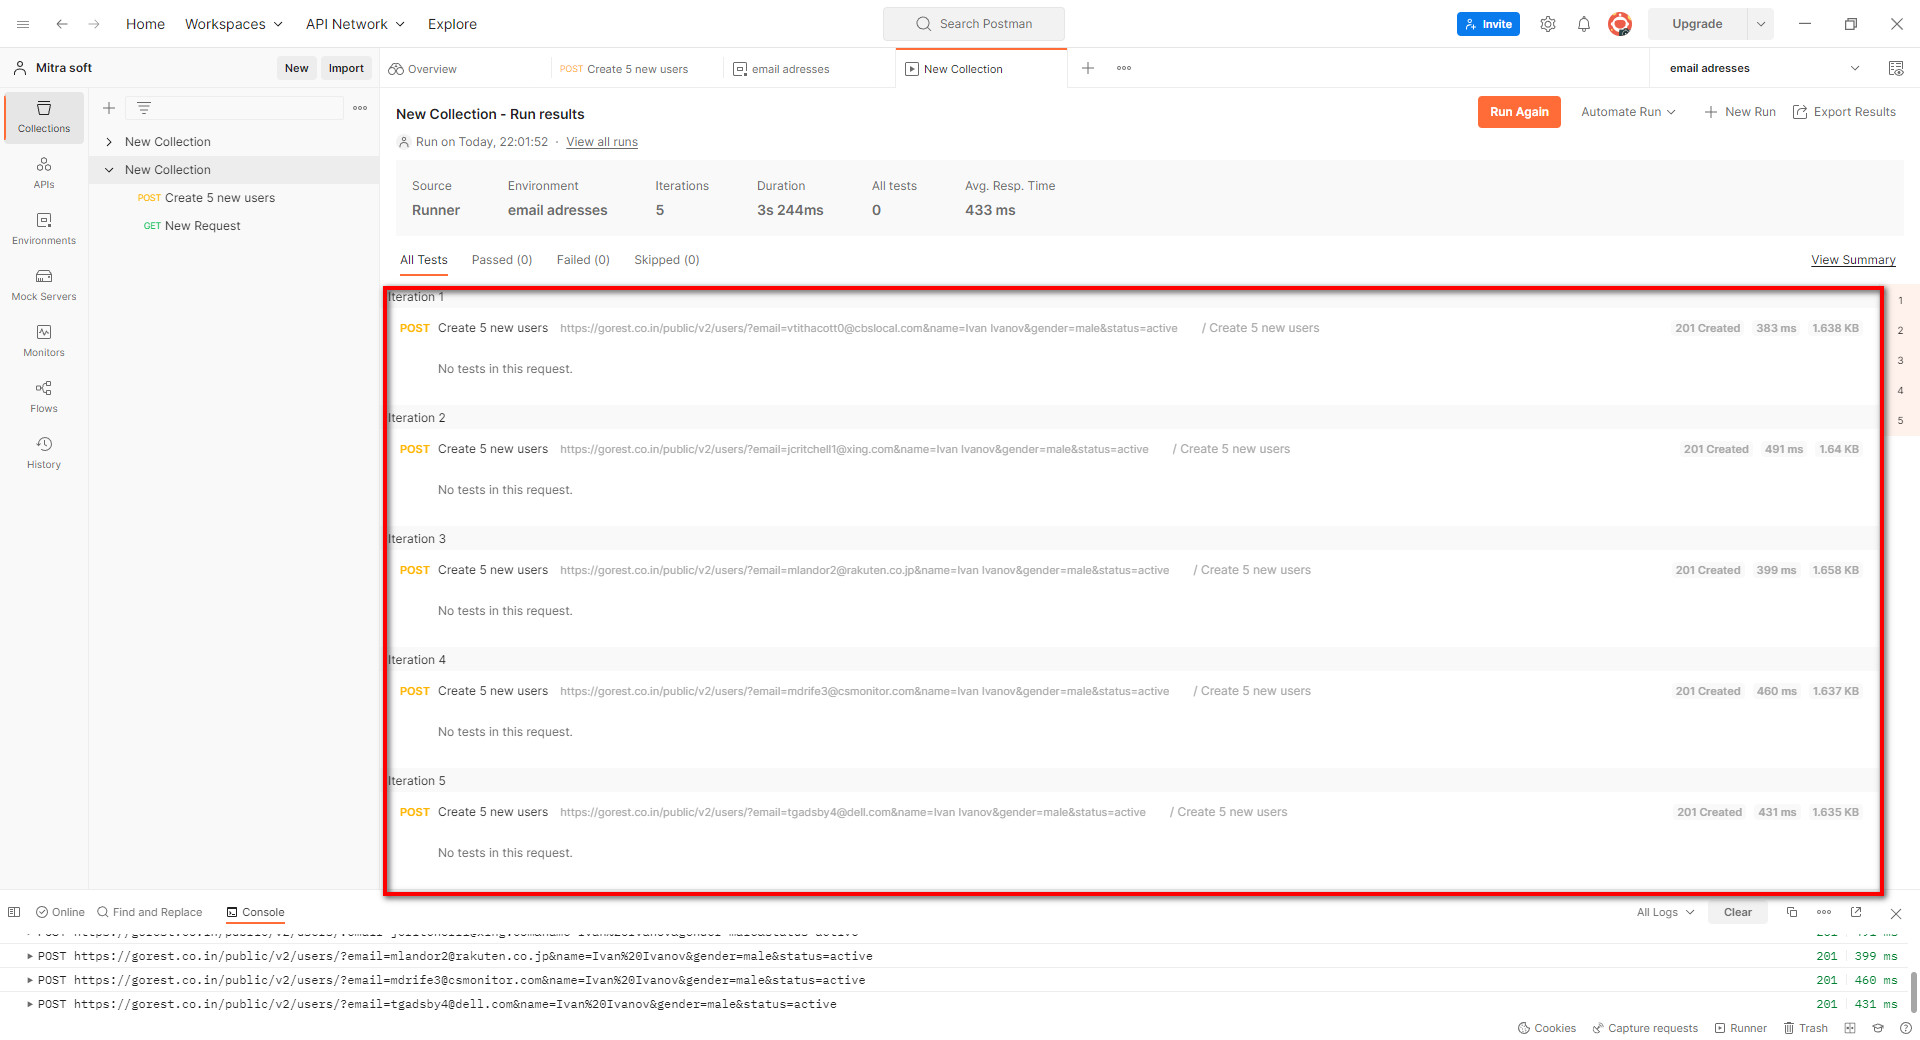 Home Workspaces API Network Explore Search Postman Invite Upgrade
Mitra soft New Import Overview POST Create 5 new users email adresses New Collection email adresses
Collections
APIs
Environments
Mock Servers
Monitors
Flows
History
New Collection
New Collection
POST Create 5 new users
GET New Request
New Collection - Run results Run Again Automate Run New Run Export Results
Run on Today, 22:01:52 · View all runs
Source Environment Iterations Duration All tests Avg. Resp. Time
Runner email adresses 5 3s 244ms 0 433 ms
All Tests Passed (0) Failed (0) Skipped (0) View Summary
Iteration 1
POST Create 5 new users https://gorest.co.in/public/v2/users/?email=vtithacott0@cbslocal.com&name=Ivan Ivanov&gender=male&status=active / Create 5 new users 201 Created 383 ms 1.638 KB
No tests in this request.
Iteration 2
POST Create 5 new users https://gorest.co.in/public/v2/users/?email=jcritchell1@xing.com&name=Ivan Ivanov&gender=male&status=active / Create 5 new users 201 Created 491 ms 1.64 KB
No tests in this request.
Iteration 3
POST Create 5 new users https://gorest.co.in/public/v2/users/?email=mlandor2@rakuten.co.jp&name=Ivan Ivanov&gender=male&status=active / Create 5 new users 201 Created 399 ms 1.658 KB
No tests in this request.
Iteration 4
POST Create 5 new users https://gorest.co.in/public/v2/users/?email=mdrife3@csmonitor.com&name=Ivan Ivanov&gender=male&status=active / Create 5 new users 201 Created 460 ms 1.637 KB
No tests in this request.
Iteration 5
POST Create 5 new users https://gorest.co.in/public/v2/users/?email=tgadsby4@dell.com&name=Ivan Ivanov&gender=male&status=active / Create 5 new users 201 Created 431 ms 1.635 KB
No tests in this request.
1
2
3
4
5
Online Find and Replace Console All Logs Clear
POST https://gorest.co.in/public/v2/users/?email=mlandor2@rakuten.co.jp&name=Ivan%20Ivanov&gender=male&status=active 201 399 ms
POST https://gorest.co.in/public/v2/users/?email=mdrife3@csmonitor.com&name=Ivan%20Ivanov&gender=male&status=active 201 460 ms
POST https://gorest.co.in/public/v2/users/?email=tgadsby4@dell.com&name=Ivan%20Ivanov&gender=male&status=active 201 431 ms
Cookies Capture requests Runner Trash